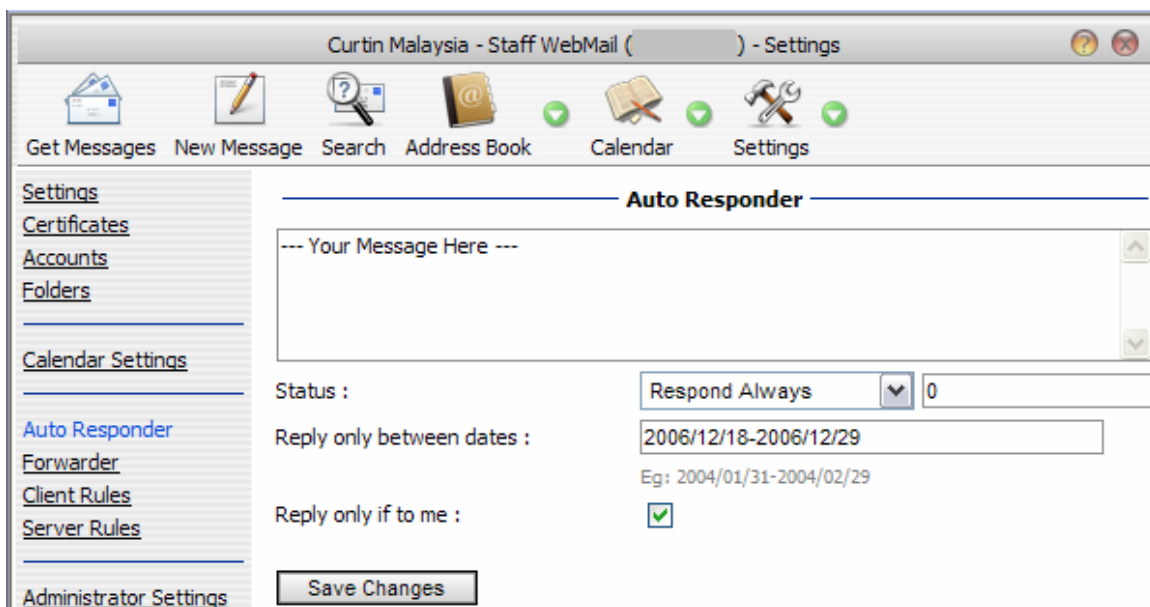 Curtin Malaysia - Staff WebMail ( ) - Settings
Get Messages New Message Search Address Book Calendar Settings
Settings
Certificates
Accounts
Folders
Calendar Settings
Auto Responder
Forwarder
Client Rules
Server Rules
Administrator Settings
Auto Responder
--- Your Message Here ---
Status : Respond Always 0
Reply only between dates : 2006/12/18-2006/12/29
Eg: 2004/01/31-2004/02/29
Reply only if to me :
Save Changes